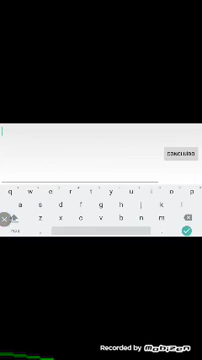 CONCLUÍDO
q w e r t y u i o p
a s d f g h j k l
z x c v b n m
, .
Recorded by Mobizen